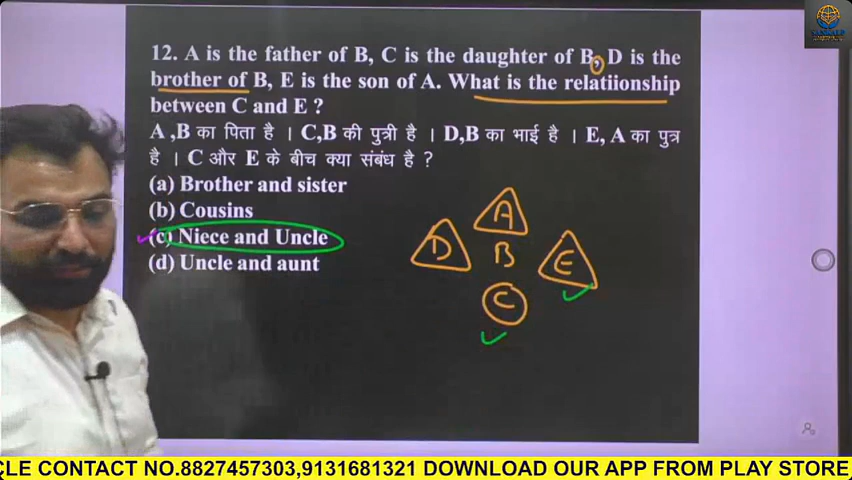 12. A is the father of B, C is the daughter of B, D is the
brother of B, E is the son of A. What is the relatiionship
between C and E ?
A ,B का पिता है । C,B की पुत्री है । D,B का भाई है । E, A का पुत्र
है । C और E के बीच क्या संबंध है ?
(a) Brother and sister
(b) Cousins
(c) Niece and Uncle
(d) Uncle and aunt
A
D
B
E
C
CLE CONTACT NO.8827457303,9131681321 DOWNLOAD OUR APP FROM PLAY STORE